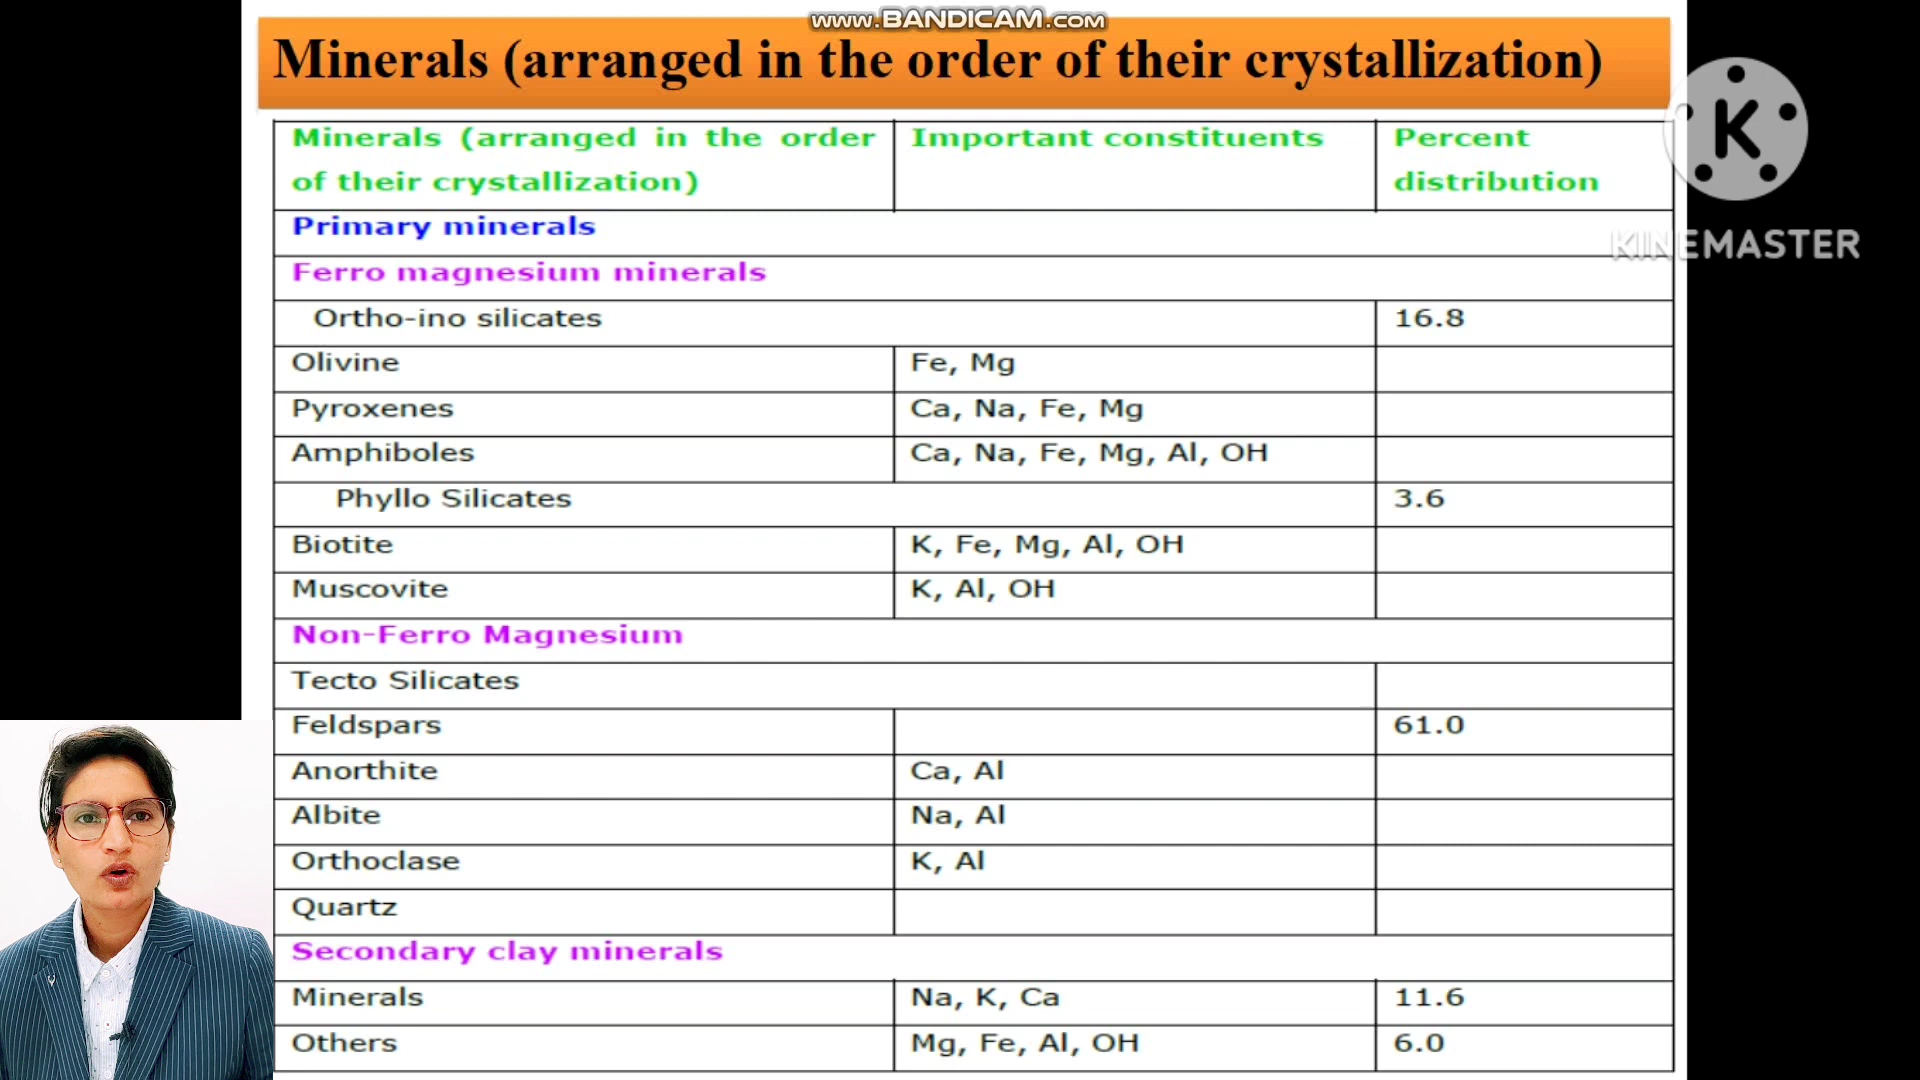 www.BANDICAM.com
Minerals (arranged in the order of their crystallization)
K
KINEMASTER
Minerals (arranged in the order of their crystallization) Important constituents Percent distribution
Primary minerals
Ferro magnesium minerals
Ortho-ino silicates 16.8
Olivine Fe, Mg
Pyroxenes Ca, Na, Fe, Mg
Amphiboles Ca, Na, Fe, Mg, Al, OH
Phyllo Silicates 3.6
Biotite K, Fe, Mg, Al, OH
Muscovite K, Al, OH
Non-Ferro Magnesium
Tecto Silicates
Feldspars 61.0
Anorthite Ca, Al
Albite Na, Al
Orthoclase K, Al
Quartz
Secondary clay minerals
Minerals Na, K, Ca 11.6
Others Mg, Fe, Al, OH 6.0